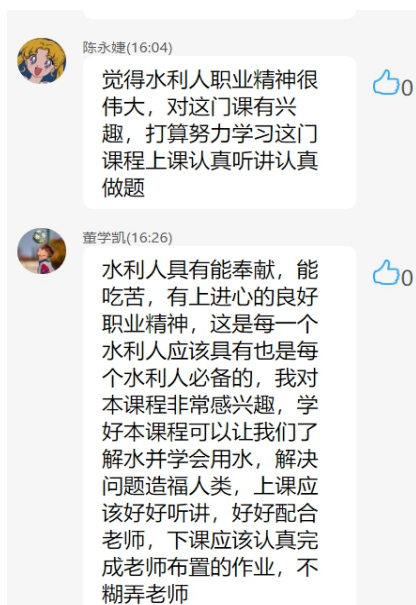 陈永婕(16:04)
觉得水利人职业精神很
伟大，对这门课有兴
趣，打算努力学习这门
课程上课认真听讲认真
做题
0
董学凯(16:26)
水利人具有能奉献，能
吃苦，有上进心的良好
职业精神，这是每一个
水利人应该具有也是每
个水利人必备的，我对
本课程非常感兴趣，学
好本课程可以让我们了
解水并学会用水，解决
问题造福人类，上课应
该好好听讲，好好配合
老师，下课应该认真完
成老师布置的作业，不
糊弄老师
0